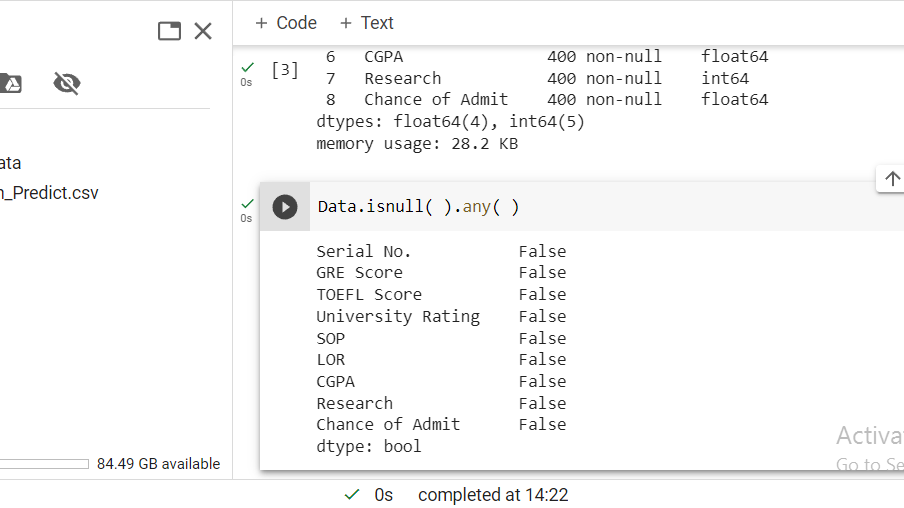 + Code + Text
[3] 6 CGPA 400 non-null float64
0s 7 Research 400 non-null int64
8 Chance of Admit 400 non-null float64
dtypes: float64(4), int64(5)
memory usage: 28.2 KB
ata
n_Predict.csv
Data.isnull( ).any( )
0s
Serial No. False
GRE Score False
TOEFL Score False
University Rating False
SOP False
LOR False
CGPA False
Research False
Chance of Admit False
dtype: bool
Activa
Go to Se
84.49 GB available
0s completed at 14:22